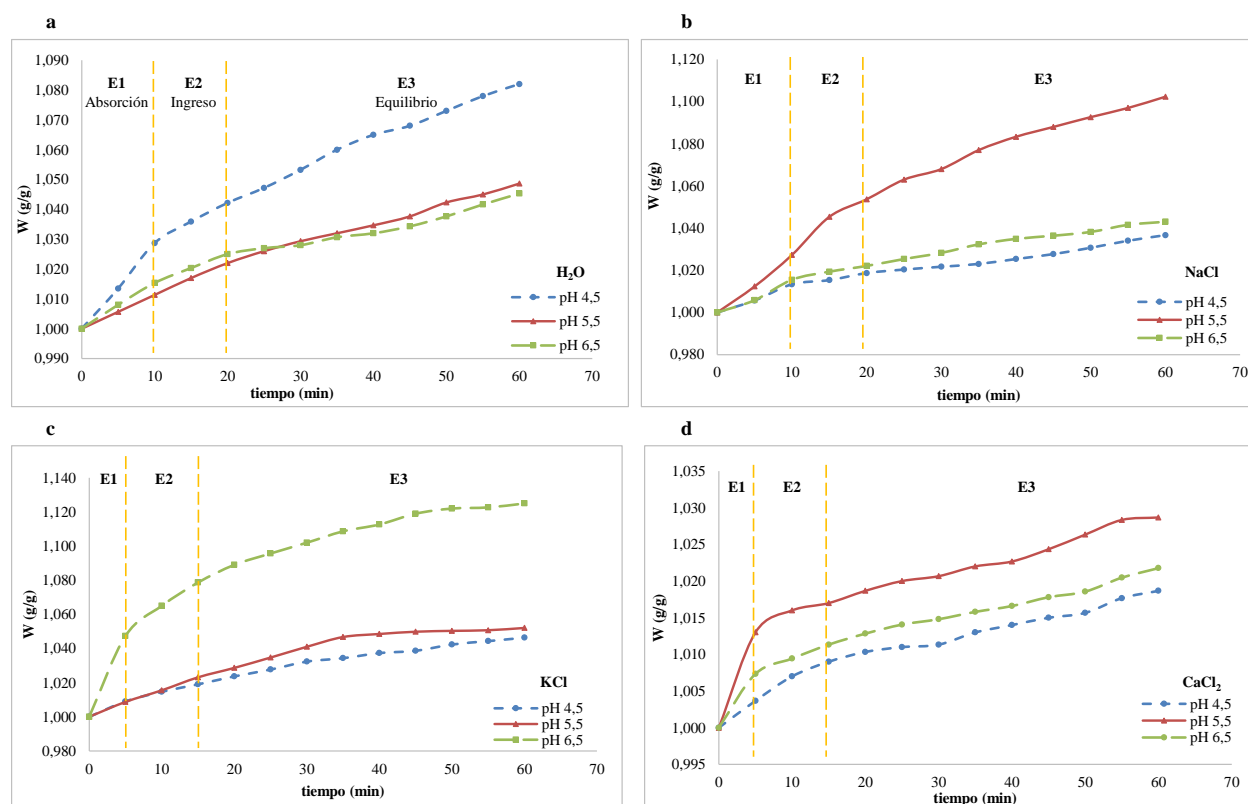 a
E1 E2 E3
Absorción Ingreso Equilibrio
1,090
1,080
1,070
1,060
1,050
1,040
1,030
1,020
1,010
1,000
0,990
W (g/g)
0 10 20 30 40 50 60 70
tiempo (min)
H₂O
pH 4,5
pH 5,5
pH 6,5
b
E1 E2 E3
1,120
1,100
1,080
1,060
1,040
1,020
1,000
0,980
W (g/g)
0 10 20 30 40 50 60 70
tiempo (min)
NaCl
pH 4,5
pH 5,5
pH 6,5
c
E1 E2 E3
1,140
1,120
1,100
1,080
1,060
1,040
1,020
1,000
0,980
W (g/g)
0 10 20 30 40 50 60 70
tiempo (min)
KCl
pH 4,5
pH 5,5
pH 6,5
d
E1 E2 E3
1,035
1,030
1,025
1,020
1,015
1,010
1,005
1,000
0,995
W (g/g)
0 10 20 30 40 50 60 70
tiempo (min)
CaCl₂
pH 4,5
pH 5,5
pH 6,5